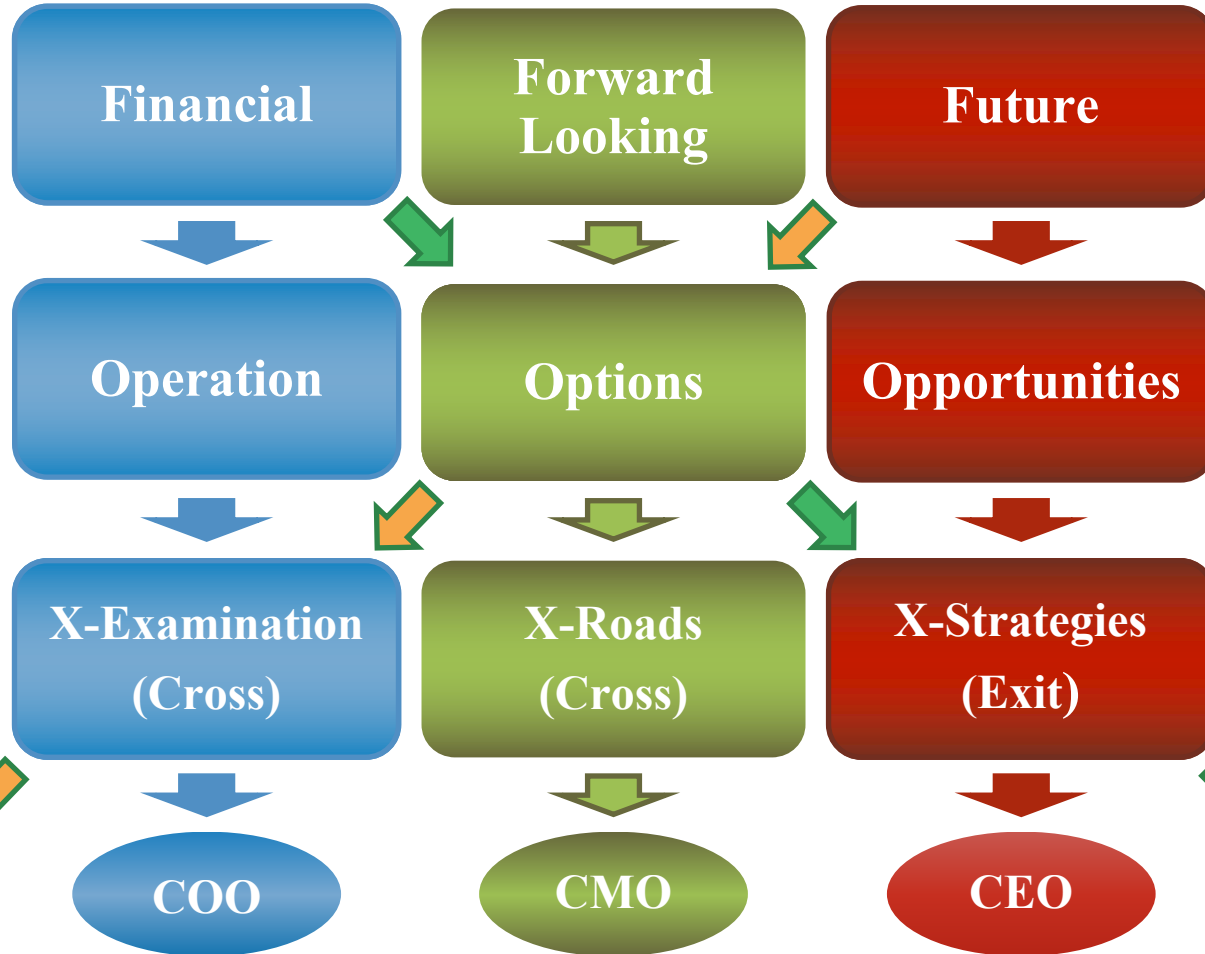 Financial
Forward
Looking
Future
Operation
Options
Opportunities
X-Examination
(Cross)
X-Roads
(Cross)
X-Strategies
(Exit)
COO
CMO
CEO